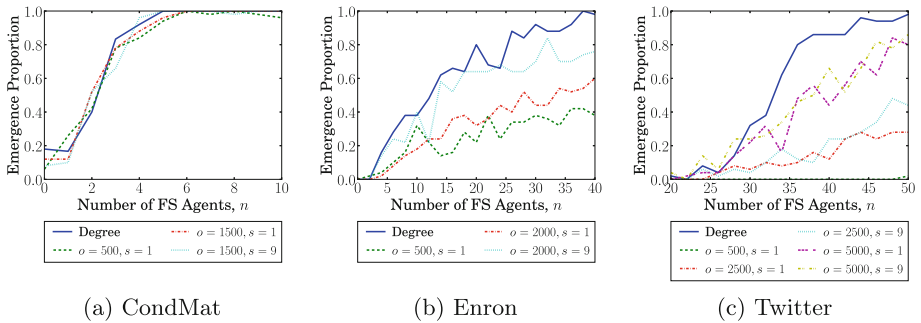 1.0
0.8
0.6
0.4
0.2
0.0
Emergence Proportion
0 2 4 6 8 10
Number of FS Agents, n
Degree
o = 500, s = 1
o = 1500, s = 1
o = 1500, s = 9
(a) CondMat
1.0
0.8
0.6
0.4
0.2
0.0
Emergence Proportion
0 5 10 15 20 25 30 35 40
Number of FS Agents, n
Degree
o = 500, s = 1
o = 2000, s = 1
o = 2000, s = 9
(b) Enron
1.0
0.8
0.6
0.4
0.2
0.0
Emergence Proportion
20 25 30 35 40 45 50
Number of FS Agents, n
Degree
o = 500, s = 1
o = 2500, s = 1
o = 2500, s = 9
o = 5000, s = 1
o = 5000, s = 9
(c) Twitter